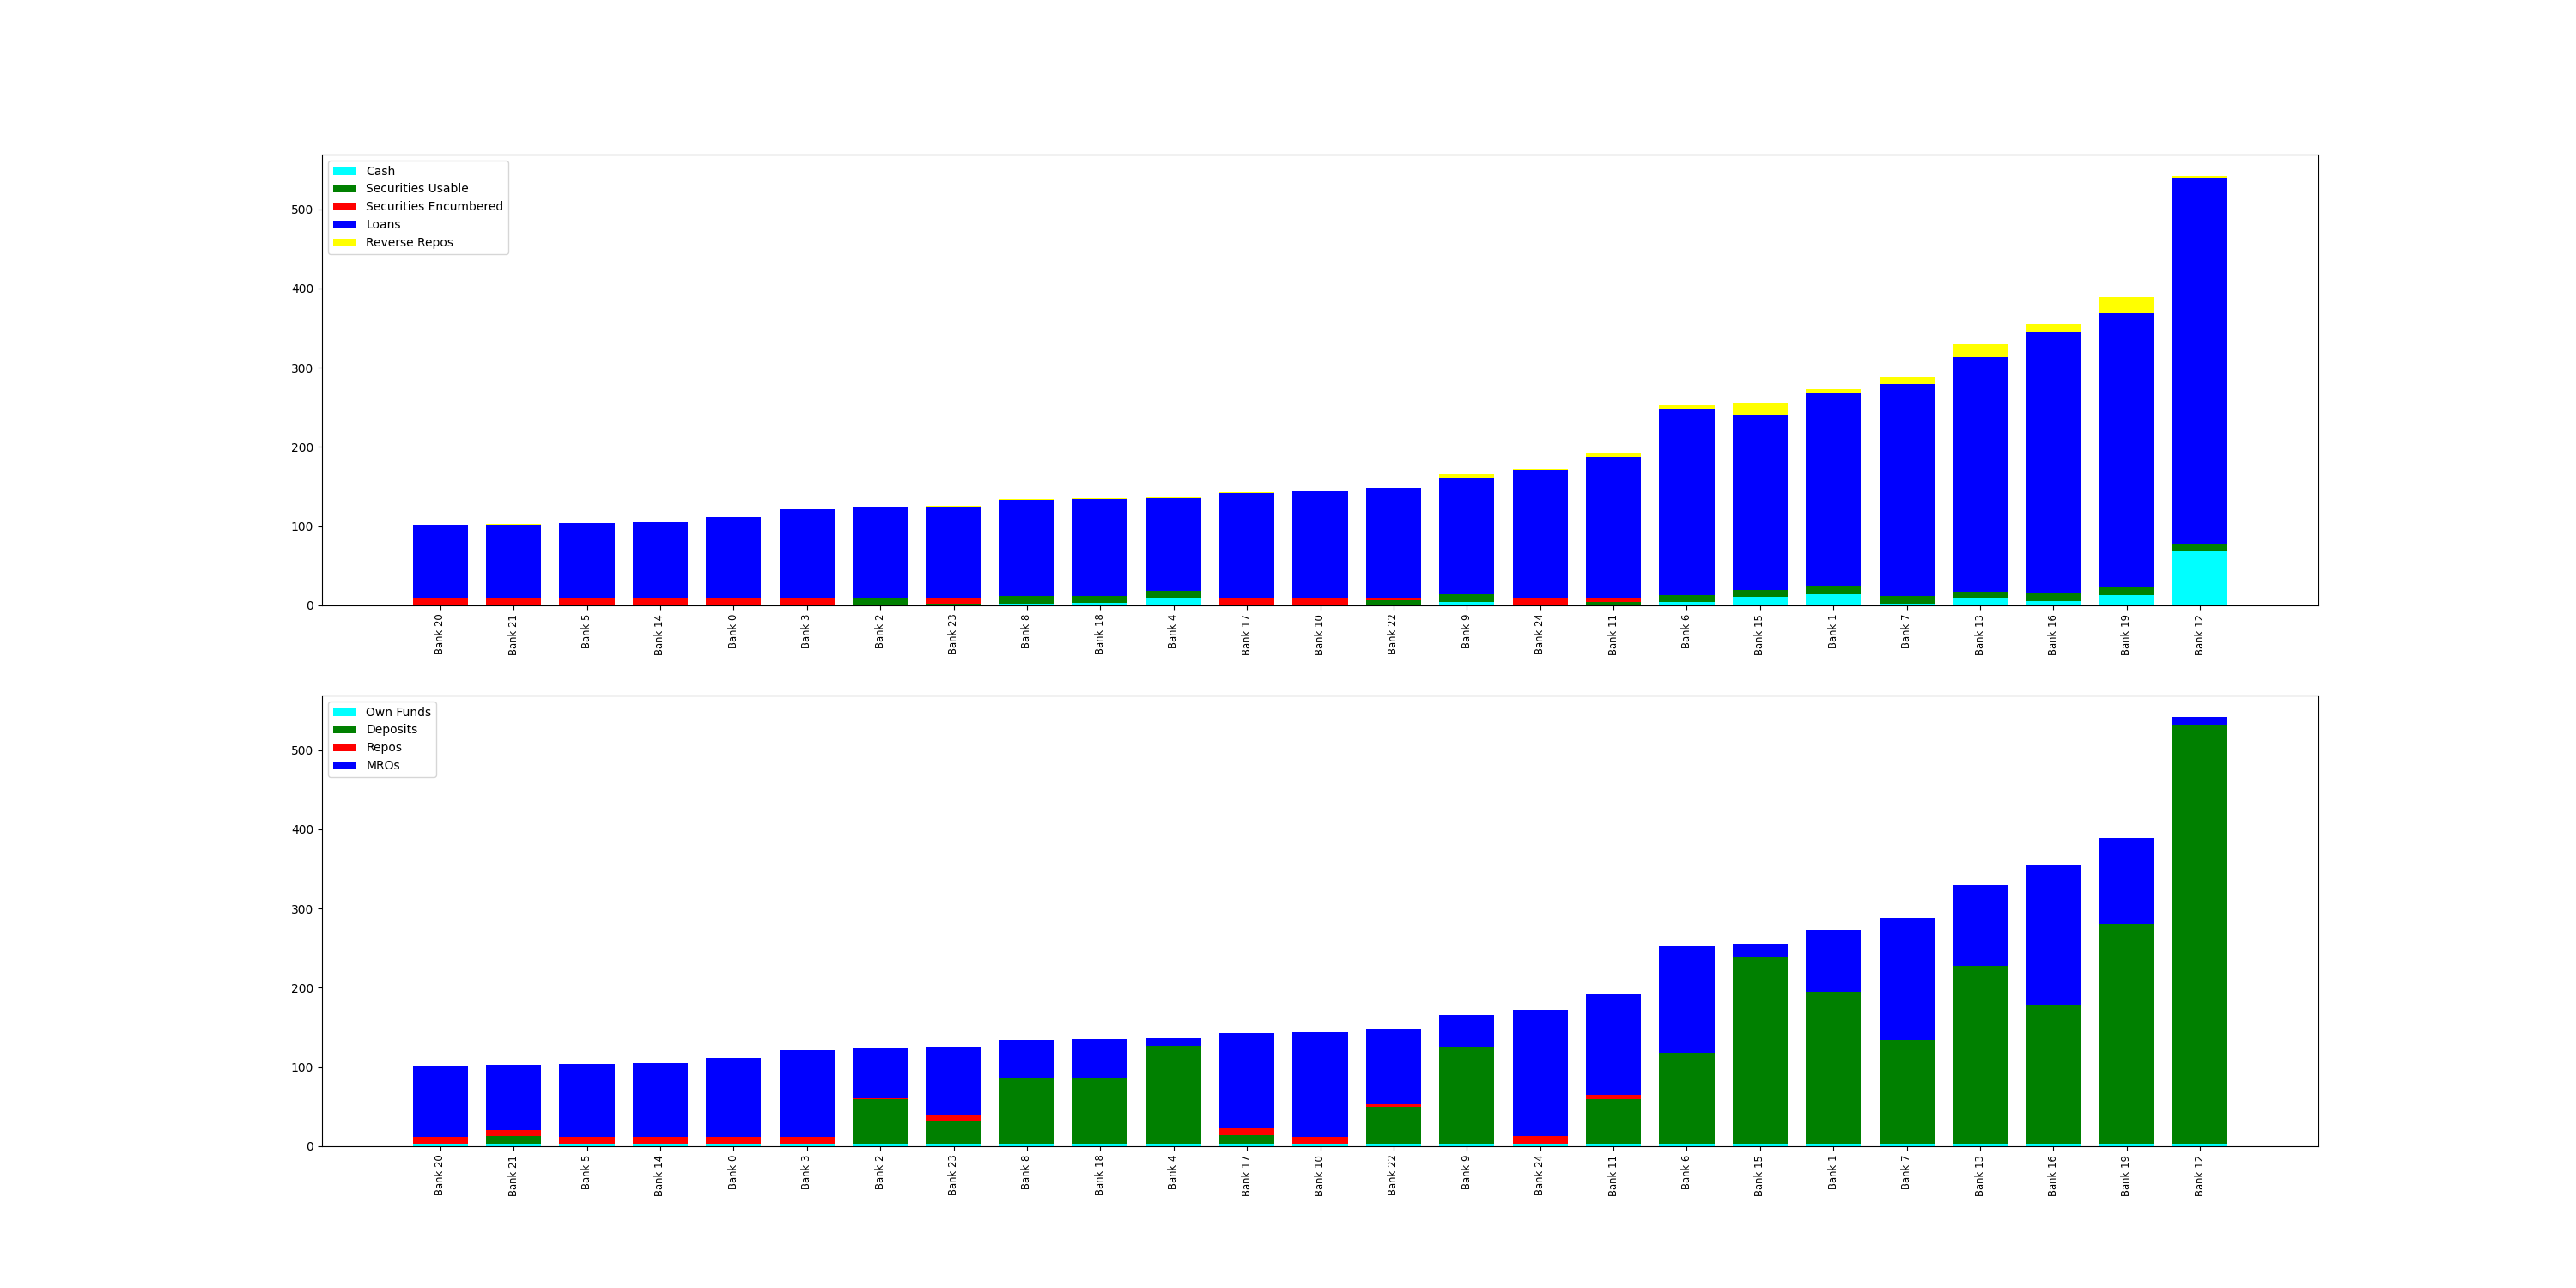 Cash
Securities Usable
Securities Encumbered
Loans
Reverse Repos
500
400
300
200
100
0
Bank 20
Bank 21
Bank 5
Bank 14
Bank 0
Bank 3
Bank 2
Bank 23
Bank 8
Bank 18
Bank 4
Bank 17
Bank 10
Bank 22
Bank 9
Bank 24
Bank 11
Bank 6
Bank 15
Bank 1
Bank 7
Bank 13
Bank 16
Bank 19
Bank 12
Own Funds
Deposits
Repos
MROs
500
400
300
200
100
0
Bank 20
Bank 21
Bank 5
Bank 14
Bank 0
Bank 3
Bank 2
Bank 23
Bank 8
Bank 18
Bank 4
Bank 17
Bank 10
Bank 22
Bank 9
Bank 24
Bank 11
Bank 6
Bank 15
Bank 1
Bank 7
Bank 13
Bank 16
Bank 19
Bank 12